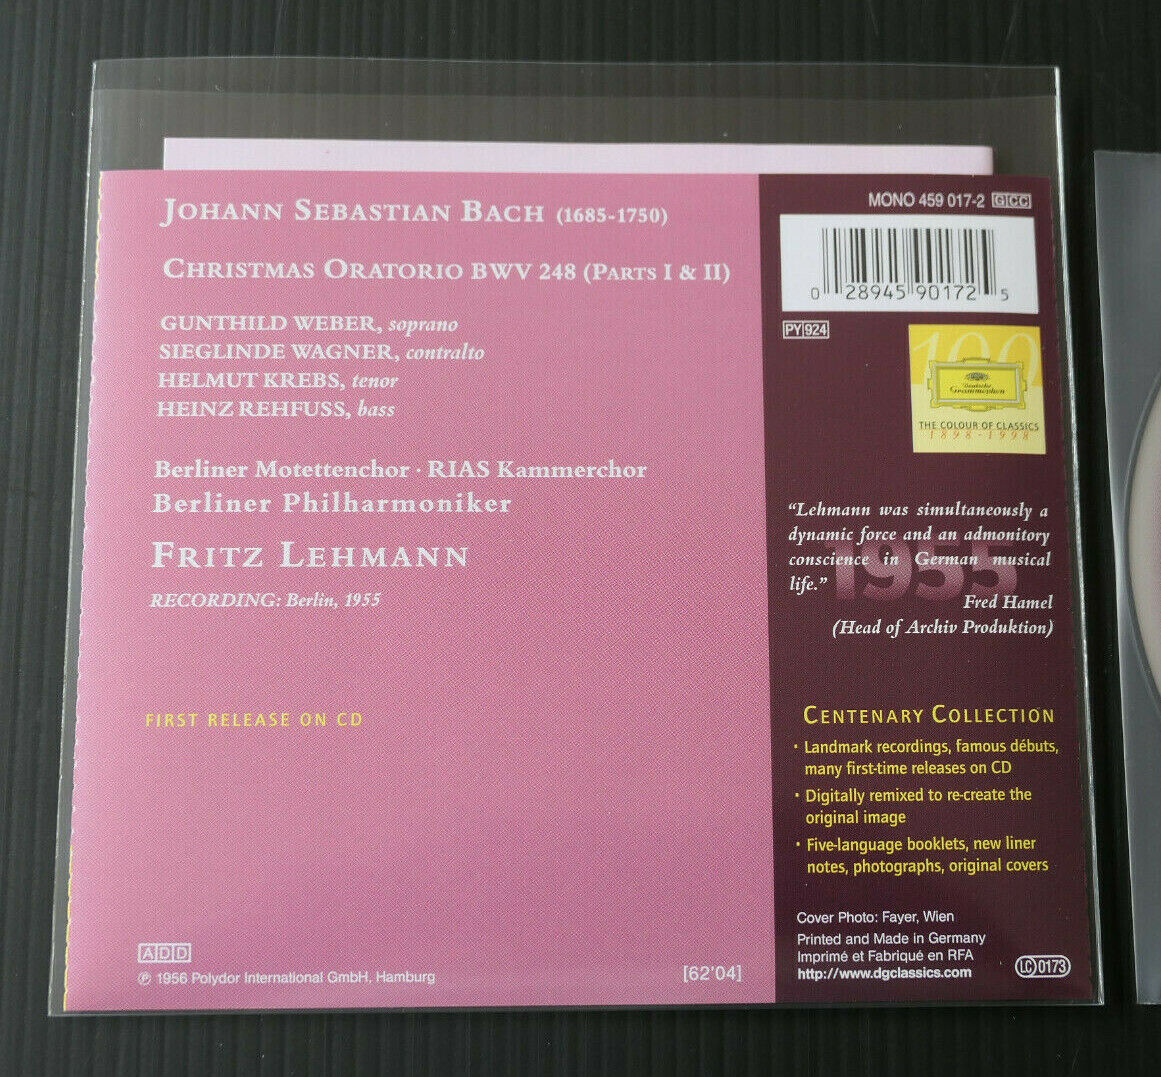 JOHANN SEBASTIAN BACH (1685-1750)
CHRISTMAS ORATORIO BWV 248 (PARTS I & II)
GUNTHILD WEBER, soprano
SIEGLINDE WAGNER, contralto
HELMUT KREBS, tenor
HEINZ REHFUSS, bass
Berliner Motettenchor · RIAS Kammerchor
Berliner Philharmoniker
FRITZ LEHMANN
RECORDING: Berlin, 1955
FIRST RELEASE ON CD
ADD
℗ 1956 Polydor International GmbH, Hamburg
[62'04]
MONO 459 017-2 GCC
0 28945 90172 5
PY 924
100
Deutsche
Grammophon
THE COLOUR OF CLASSICS
1898-1998
1955
“Lehmann was simultaneously a
dynamic force and an admonitory
conscience in German musical
life.”
Fred Hamel
(Head of Archiv Produktion)
CENTENARY COLLECTION
· Landmark recordings, famous débuts,
many first-time releases on CD
· Digitally remixed to re-create the
original image
· Five-language booklets, new liner
notes, photographs, original covers
Cover Photo: Fayer, Wien
Printed and Made in Germany
Imprimé et Fabriqué en RFA
http://www.dgclassics.com
LC 0173